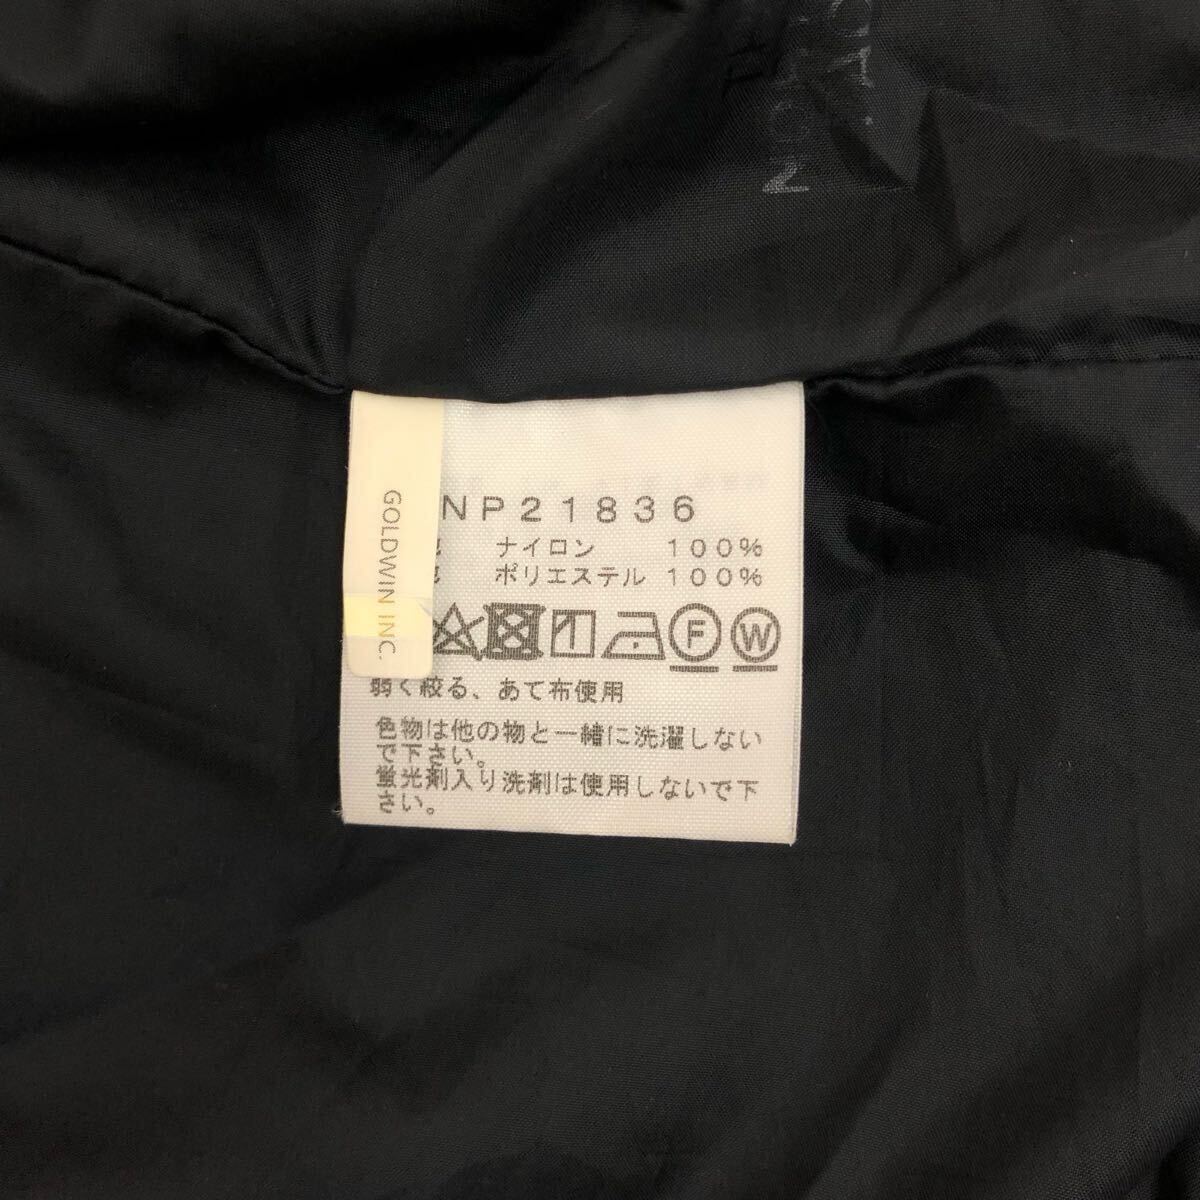 NP21836
ナイロン 100%
ポリエステル 100%
F W
弱く絞る、あて布使用
色物は他の物と一緒に洗濯しない
で下さい。
蛍光剤入り洗剤は使用しないで下
さい。
GOLDWIN INC.